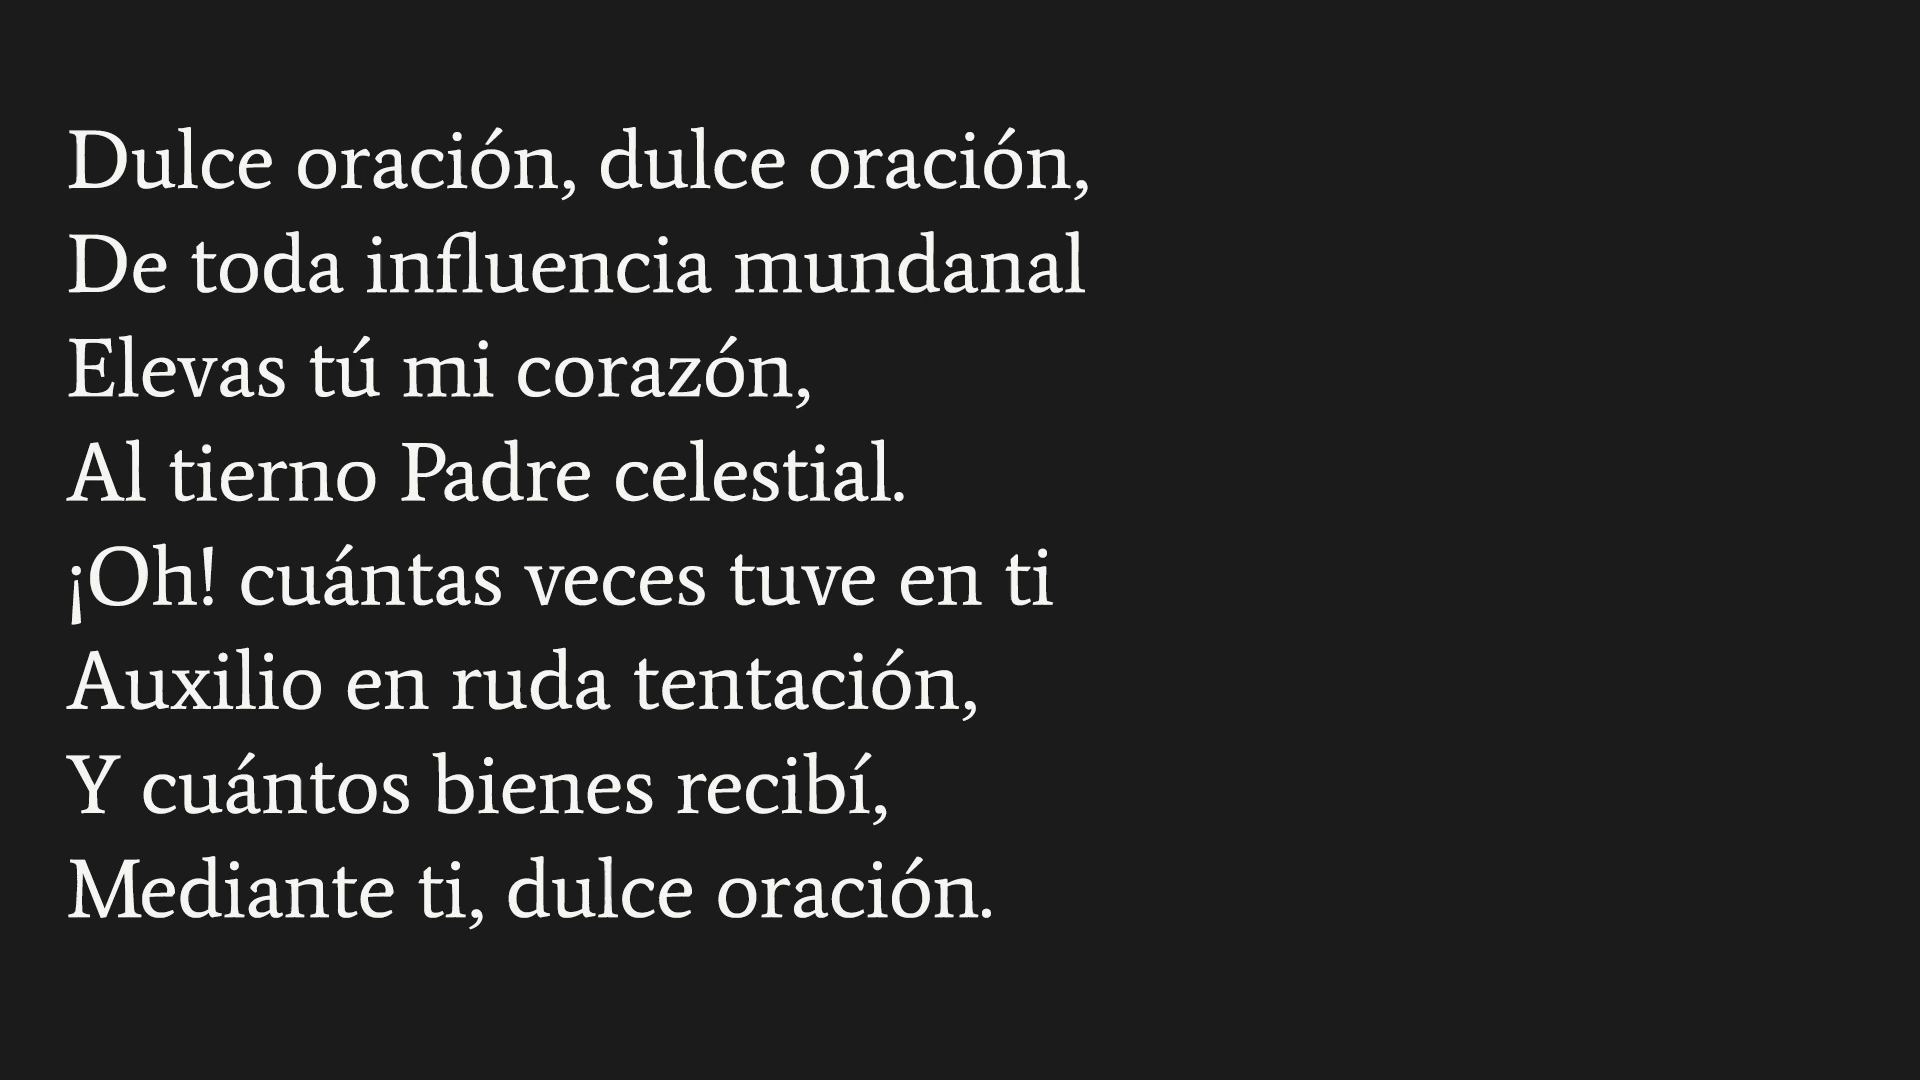 Dulce oración, dulce oración,
De toda influencia mundanal
Elevas tú mi corazón,
Al tierno Padre celestial.
¡Oh! cuántas veces tuve en ti
Auxilio en ruda tentación,
Y cuántos bienes recibí,
Mediante ti, dulce oración.